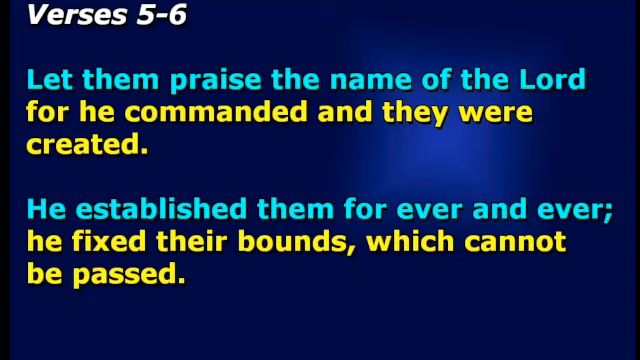 Verses 5-6
Let them praise the name of the Lord
for he commanded and they were
created.
He established them for ever and ever;
he fixed their bounds, which cannot
be passed.